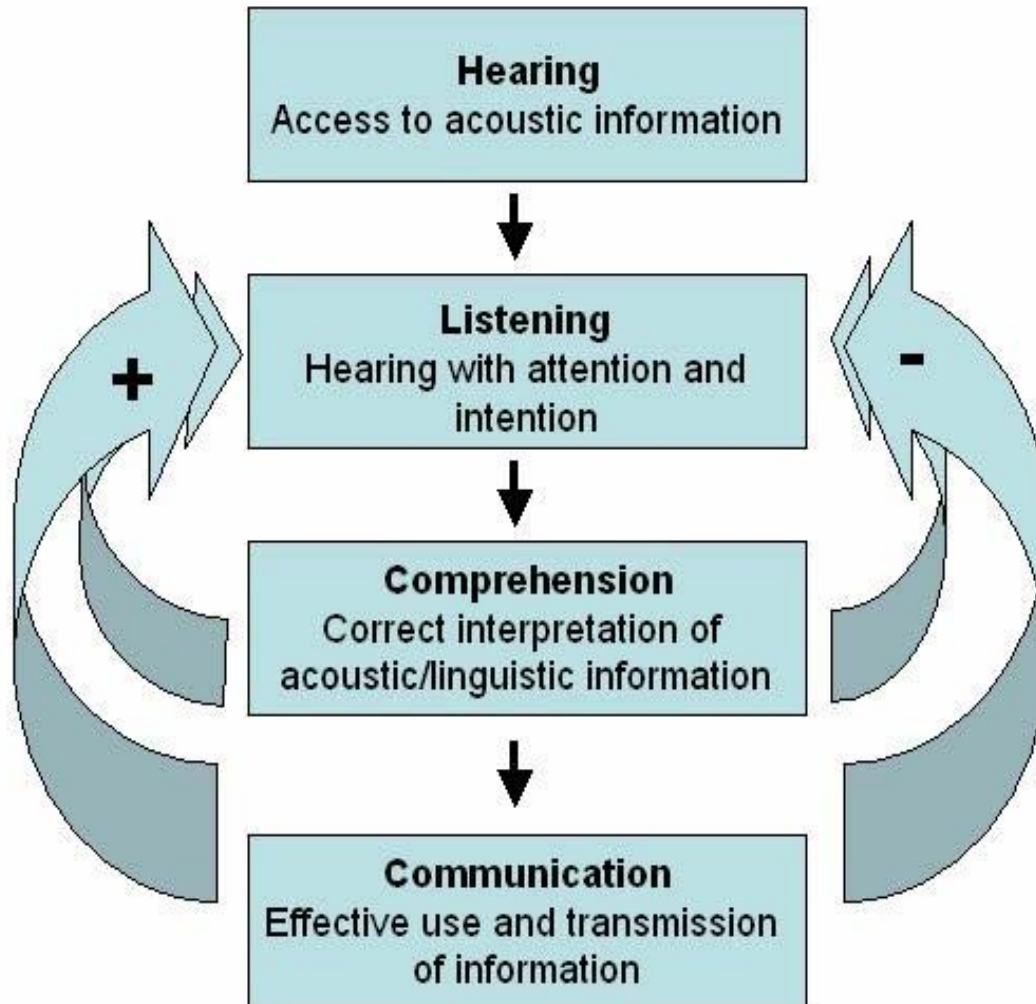 Hearing
Access to acoustic information
Listening
Hearing with attention and
intention
+
-
Comprehension
Correct interpretation of
acoustic/linguistic information
Communication
Effective use and transmission
of information